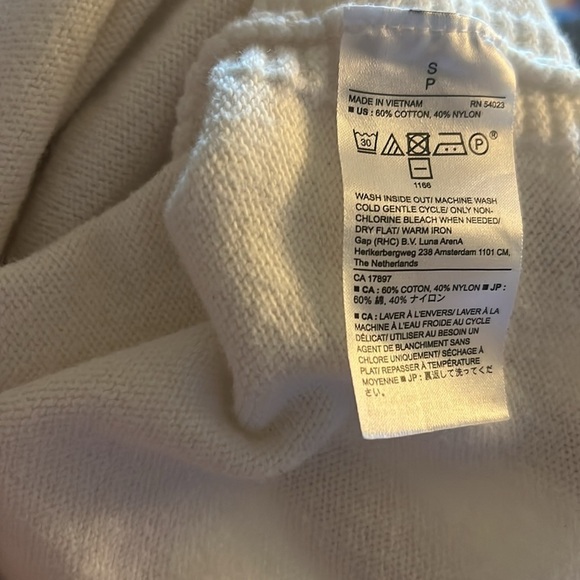 S
P
MADE IN VIETNAM RN 54023
■ US : 60% COTTON, 40% NYLON
30 P ®
1166
WASH INSIDE OUT/ MACHINE WASH
COLD GENTLE CYCLE/ ONLY NON-
CHLORINE BLEACH WHEN NEEDED/
DRY FLAT/ WARM IRON
Gap (RHC) B.V. Luna ArenA
Herikerbergweg 238 Amsterdam 1101 CM,
The Netherlands
CA 17897
■ CA : 60% COTON, 40% NYLON ■ JP :
60% 綿, 40% ナイロン
■ CA : LAVER À L'ENVERS/ LAVER À LA
MACHINE À L'EAU FROIDE AU CYCLE
DÉLICAT/ UTILISER AU BESOIN UN
AGENT DE BLANCHIMENT SANS
CHLORE UNIQUEMENT/ SÉCHAGE À
PLAT/ REPASSER À TEMPÉRATURE
MOYENNE ■ JP : 裏返して洗ってくだ
さい。